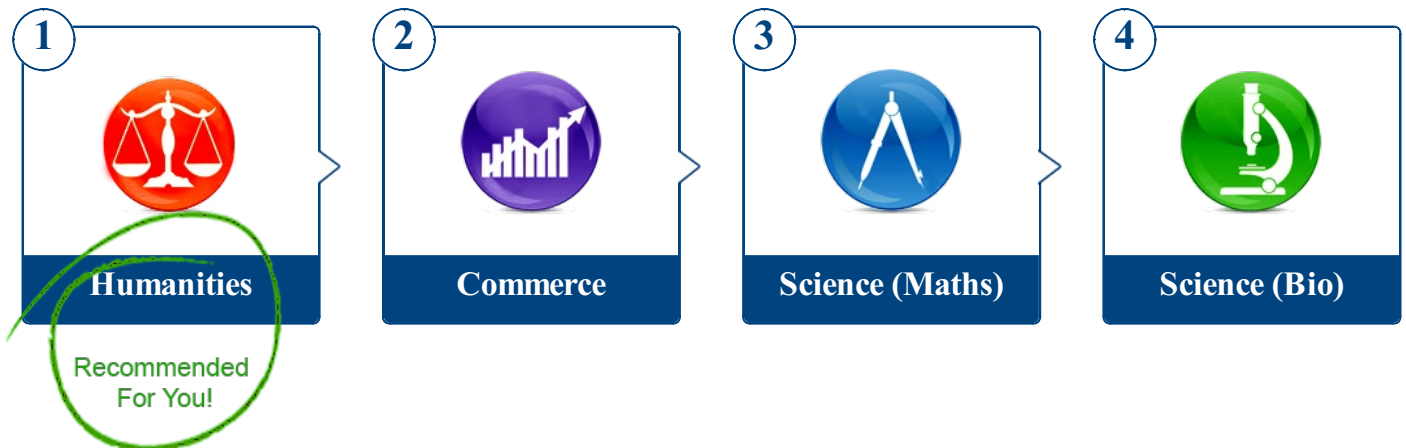 1
2
3
4
Humanities
Commerce
Science (Maths)
Science (Bio)
Recommended
For You!